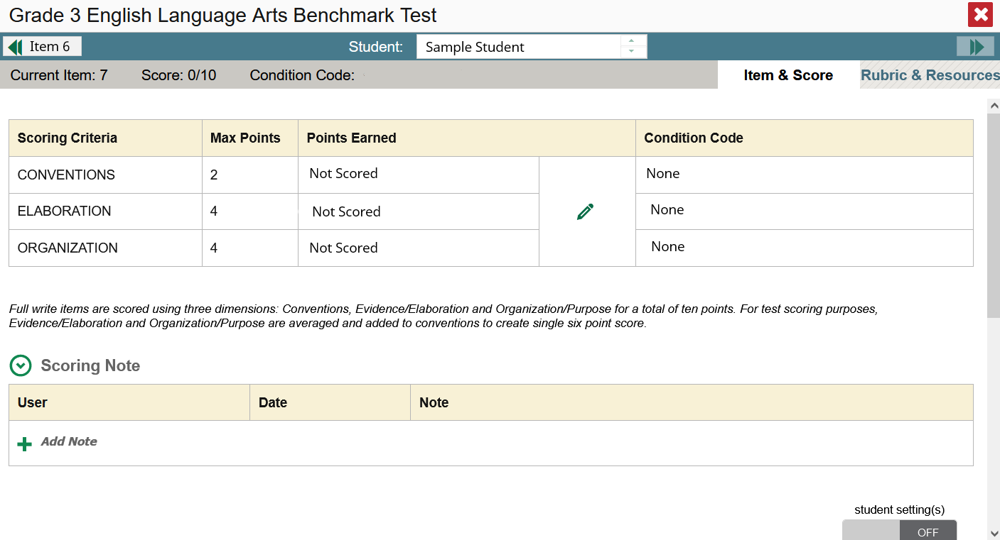 Grade 3 English Language Arts Benchmark Test
Item 6 Student: Sample Student
Current Item: 7 Score: 0/10 Condition Code: Item & Score Rubric & Resources
Scoring Criteria Max Points Points Earned Condition Code
CONVENTIONS 2 Not Scored None
ELABORATION 4 Not Scored None
ORGANIZATION 4 Not Scored None
Full write items are scored using three dimensions: Conventions, Evidence/Elaboration and Organization/Purpose for a total of ten points. For test scoring purposes,
Evidence/Elaboration and Organization/Purpose are averaged and added to conventions to create single six point score.
Scoring Note
User Date Note
Add Note
student setting(s)
OFF